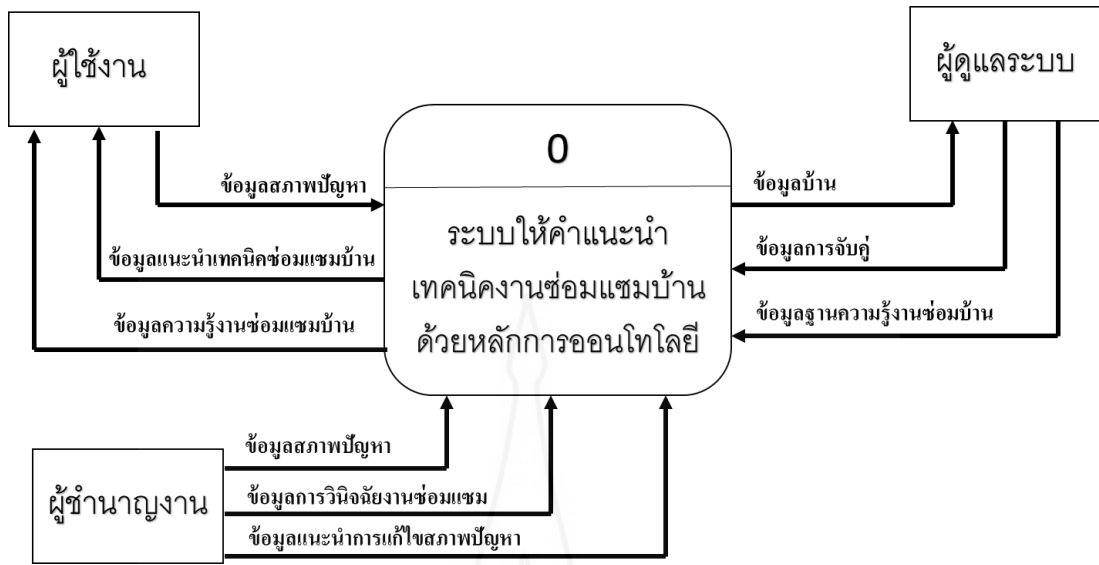 ผู้ใช้งาน
ผู้ดูแลระบบ
0
ระบบให้คำแนะนำ
เทคนิคงานซ่อมแซมบ้าน
ด้วยหลักการออนโทโลยี
ข้อมูลสภาพปัญหา
ข้อมูลแนะนำเทคนิคซ่อมแซมบ้าน
ข้อมูลความรู้งานซ่อมแซมบ้าน
ข้อมูลบ้าน
ข้อมูลการจับคู่
ข้อมูลฐานความรู้งานซ่อมบ้าน
ผู้ชำนาญงาน
ข้อมูลสภาพปัญหา
ข้อมูลการวินิจฉัยงานซ่อมแซม
ข้อมูลแนะนำการแก้ไขสภาพปัญหา